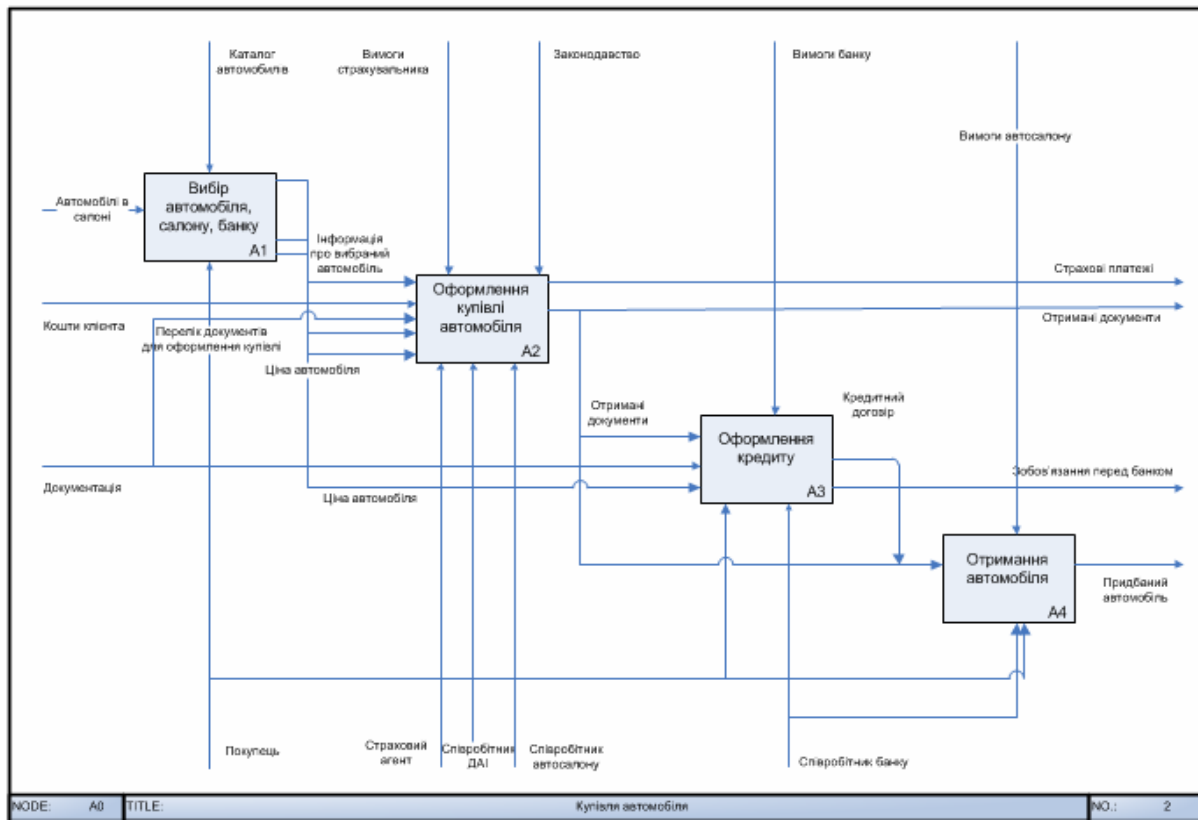 Каталог
автомобилів
Вимоги
страхувальника
Законодавство
Вимоги банку
Вимоги автосалону
Автомобілі в
салоні
Вибір
автомобіля,
салону, банку
A1
Інформація
про вибраний
автомобіль
Оформлення
купівлі
автомобіля
A2
Страхові платежі
Отримані документи
Кошти клієнта
Перелік документів
для оформлення купівлі
Ціна автомобіля
Отримані
документи
Кредитний
договір
Оформлення
кредиту
A3
Зобов'язання перед банком
Документація
Ціна автомобіля
Отримання
автомобіля
A4
Придбаний
автомобіль
Покупець
Страховий
агент
Співробітник
ДАІ
Співробітник
автосалону
Співробітник банку
NODE: A0 TITLE: Купівля автомобіля NO.: 2